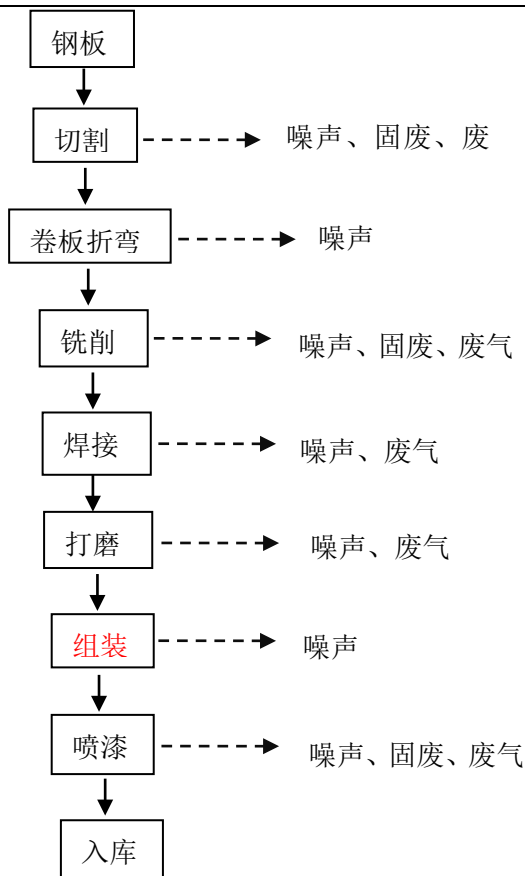 钢板
切割
噪声、固废、废
卷板折弯
噪声
铣削
噪声、固废、废气
焊接
噪声、废气
打磨
噪声、废气
组装
噪声
喷漆
噪声、固废、废气
入库